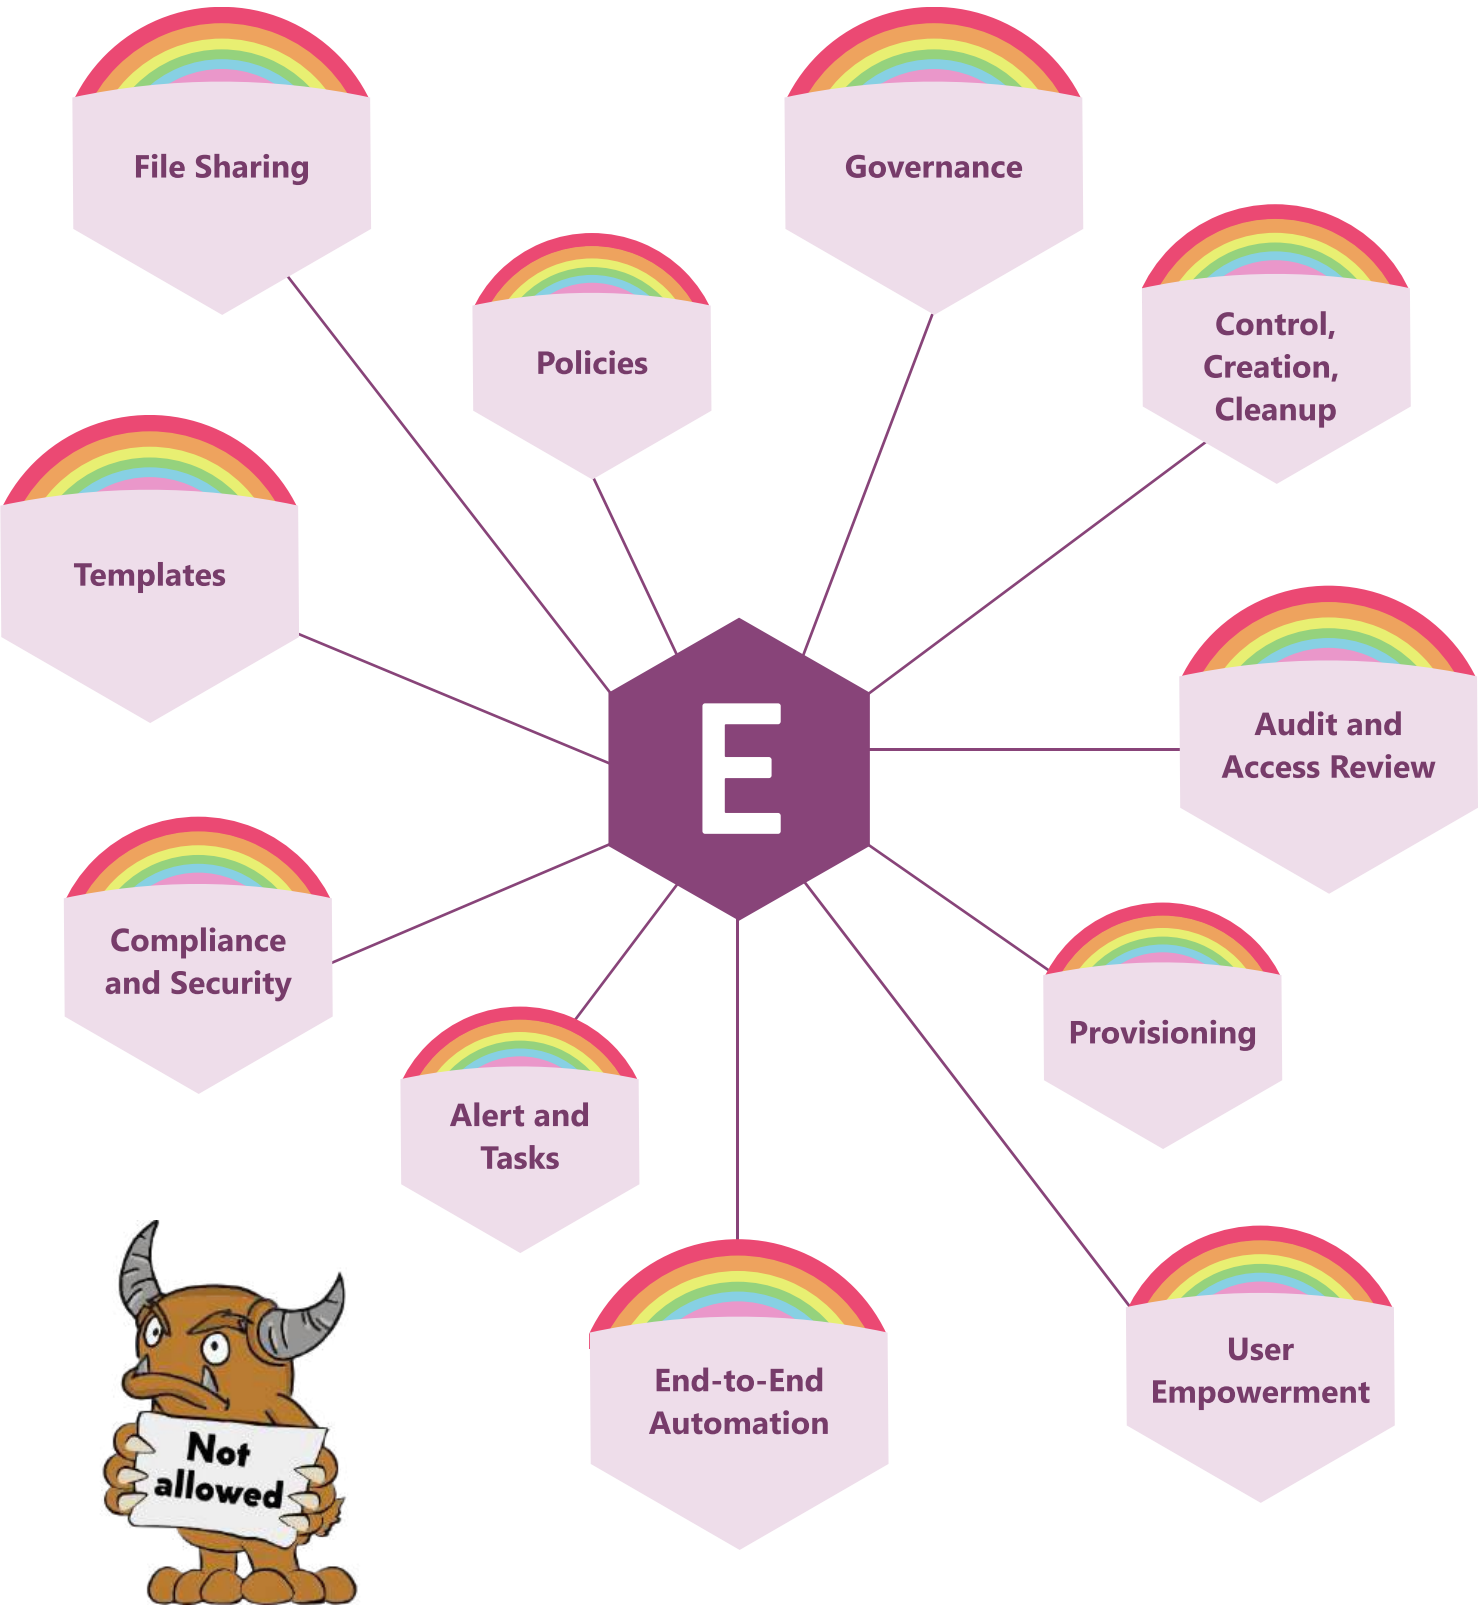 File Sharing
Governance
Policies
Control,
Creation,
Cleanup
Templates
E
Audit and
Access Review
Compliance
and Security
Provisioning
Alert and
Tasks
User
Empowerment
End-to-End
Automation
Not
allowed